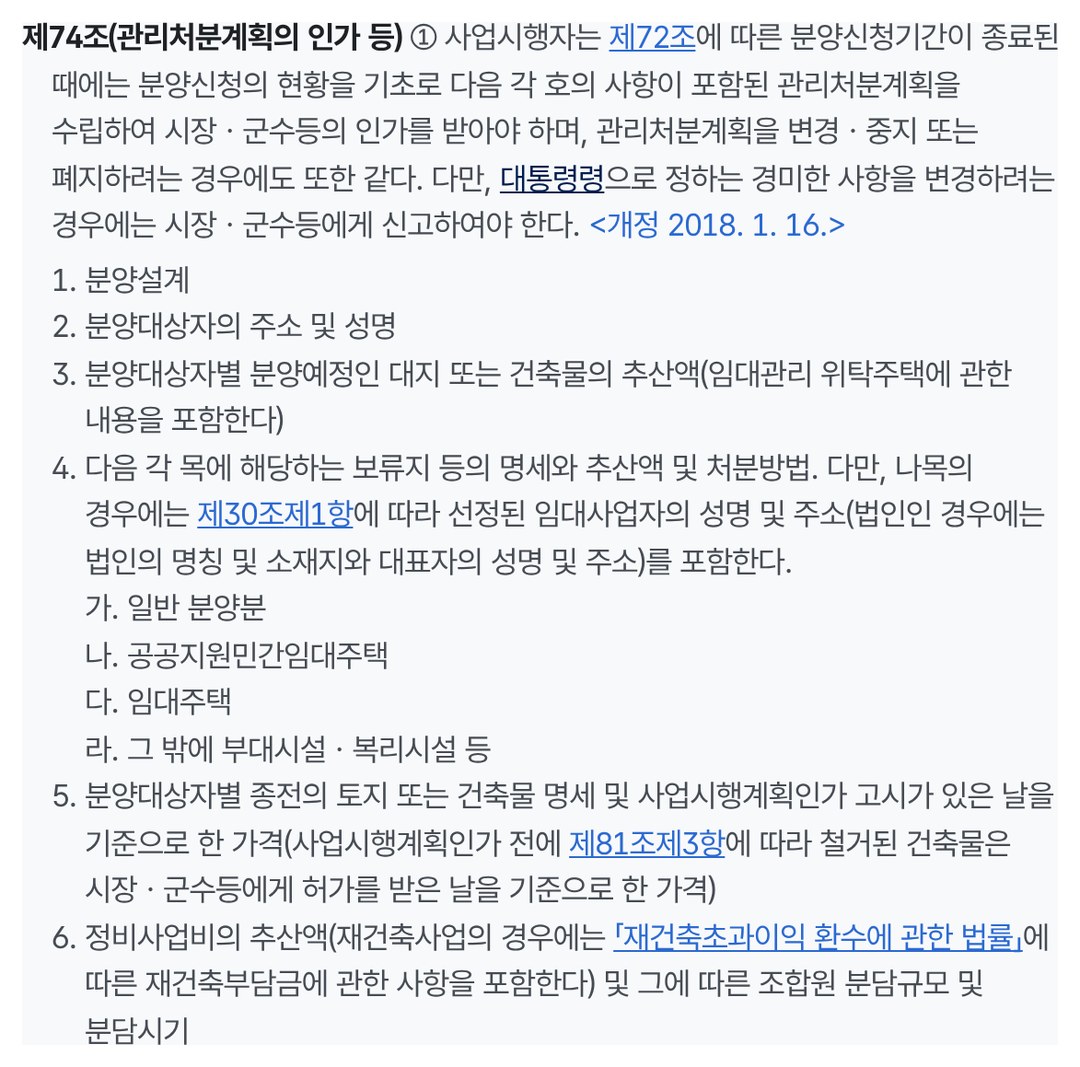 제74조(관리처분계획의 인가 등) ① 사업시행자는 제72조에 따른 분양신청기간이 종료된
때에는 분양신청의 현황을 기초로 다음 각 호의 사항이 포함된 관리처분계획을
수립하여 시장ㆍ군수등의 인가를 받아야 하며, 관리처분계획을 변경ㆍ중지 또는
폐지하려는 경우에도 또한 같다. 다만, 대통령령으로 정하는 경미한 사항을 변경하려는
경우에는 시장ㆍ군수등에게 신고하여야 한다. <개정 2018. 1. 16.>
1. 분양설계
2. 분양대상자의 주소 및 성명
3. 분양대상자별 분양예정인 대지 또는 건축물의 추산액(임대관리 위탁주택에 관한
내용을 포함한다)
4. 다음 각 목에 해당하는 보류지 등의 명세와 추산액 및 처분방법. 다만, 나목의
경우에는 제30조제1항에 따라 선정된 임대사업자의 성명 및 주소(법인인 경우에는
법인의 명칭 및 소재지와 대표자의 성명 및 주소)를 포함한다.
가. 일반 분양분
나. 공공지원민간임대주택
다. 임대주택
라. 그 밖에 부대시설ㆍ복리시설 등
5. 분양대상자별 종전의 토지 또는 건축물 명세 및 사업시행계획인가 고시가 있은 날을
기준으로 한 가격(사업시행계획인가 전에 제81조제3항에 따라 철거된 건축물은
시장ㆍ군수등에게 허가를 받은 날을 기준으로 한 가격)
6. 정비사업비의 추산액(재건축사업의 경우에는 「재건축초과이익 환수에 관한 법률」에
따른 재건축부담금에 관한 사항을 포함한다) 및 그에 따른 조합원 분담규모 및
분담시기